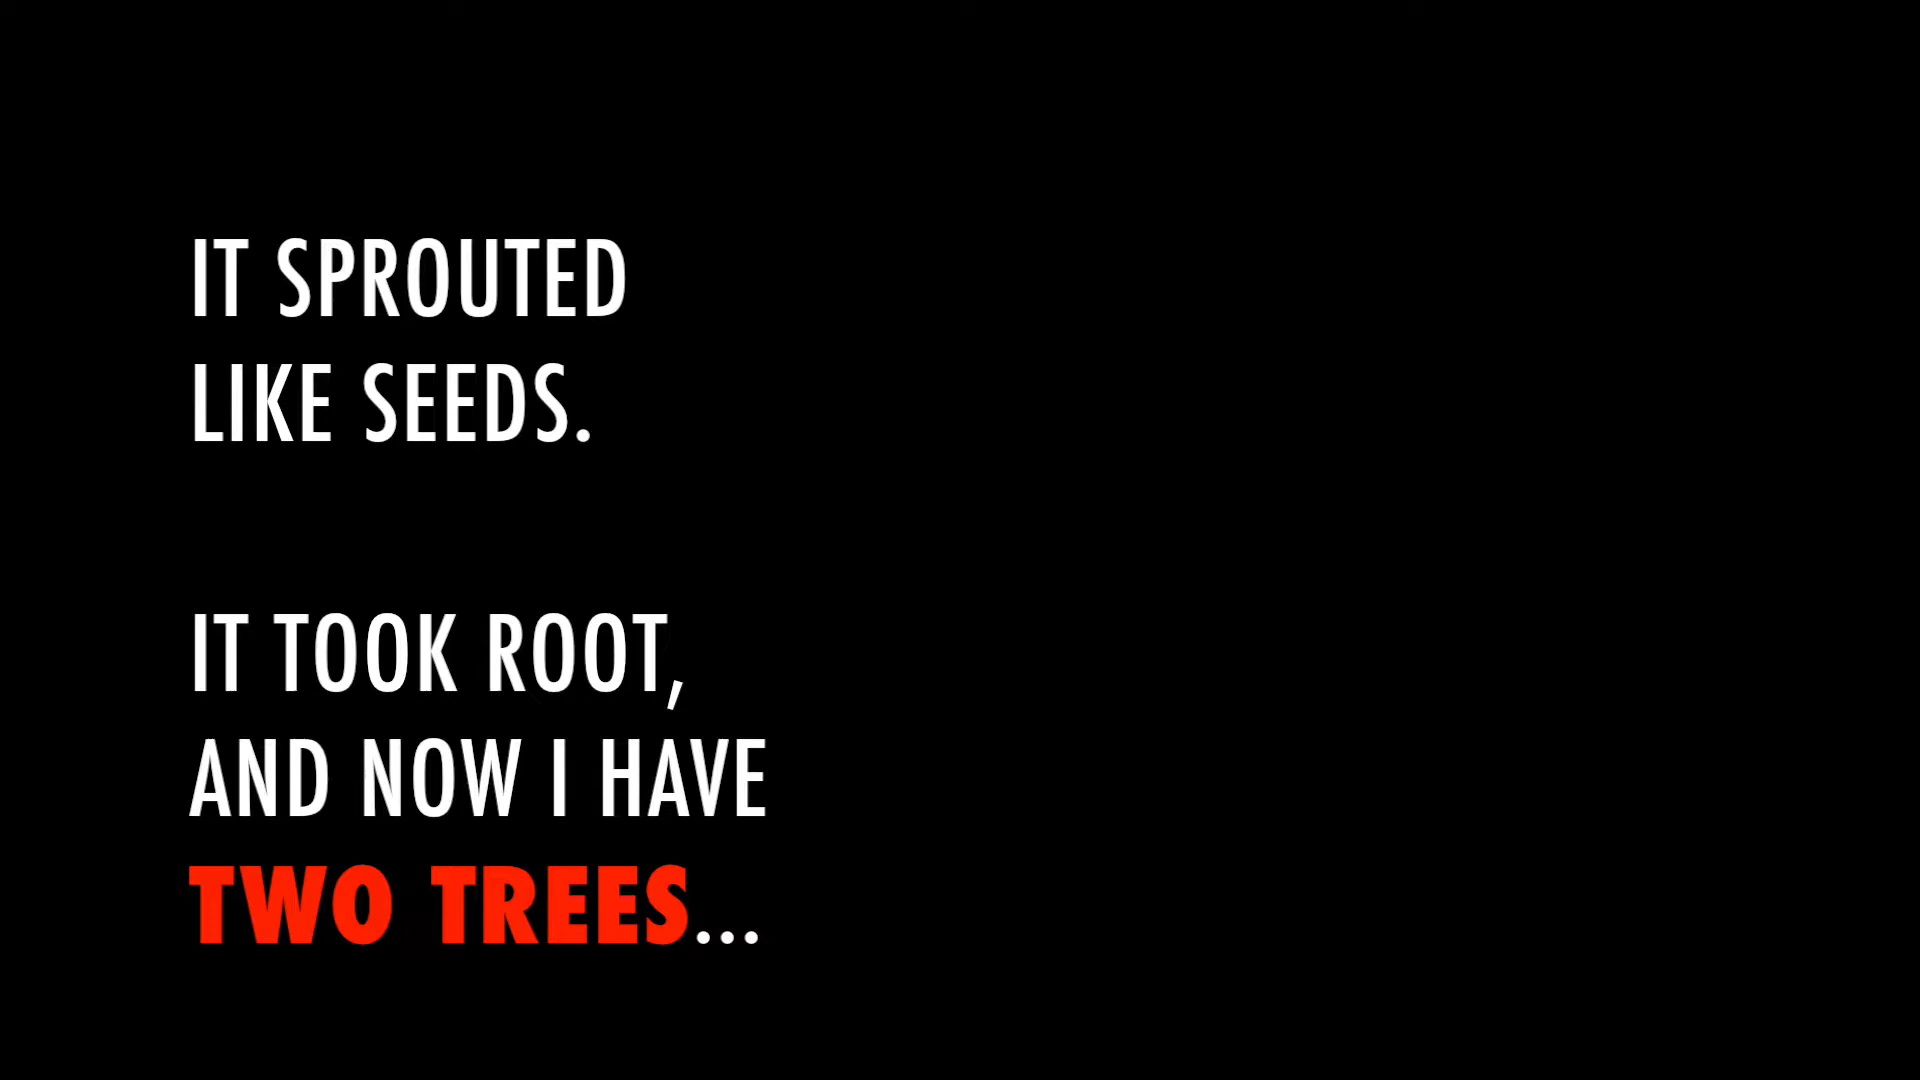 IT SPROUTED
LIKE SEEDS.
IT TOOK ROOT,
AND NOW I HAVE
TWO TREES...